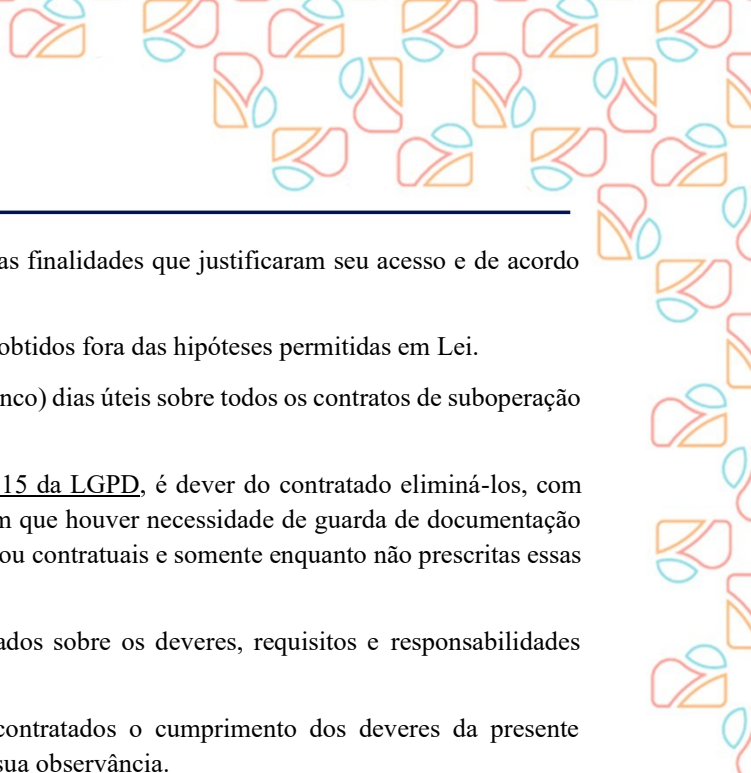 as finalidades que justificaram seu acesso e de acordo
obtidos fora das hipóteses permitidas em Lei.
nco) dias úteis sobre todos os contratos de suboperação
15 da LGPD, é dever do contratado eliminá-los, com
m que houver necessidade de guarda de documentação
ou contratuais e somente enquanto não prescritas essas
ados sobre os deveres, requisitos e responsabilidades
contratados o cumprimento dos deveres da presente
sua observância.